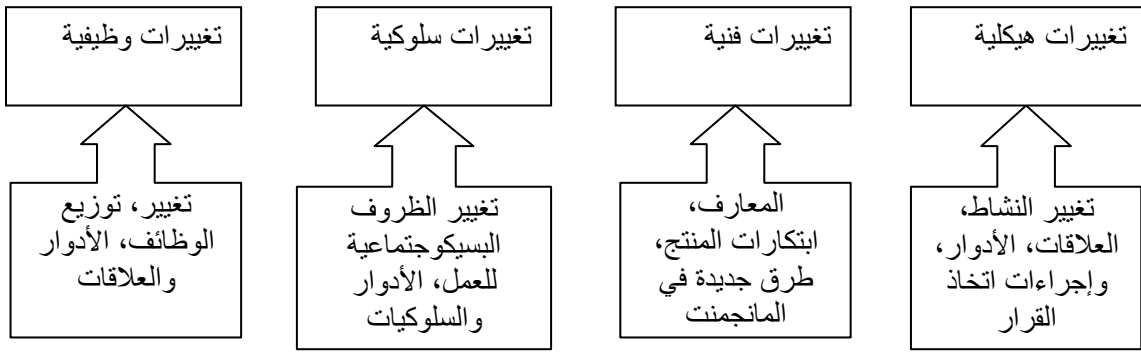 تغييرات هيكلية
تغييرات فنية
تغييرات سلوكية
تغييرات وظيفية
تغيير النشاط،
العلاقات، الأدوار،
وإجراءات اتخاذ
القرار
المعارف،
ابتكارات المنتج،
طرق جديدة في
المانجمنت
تغيير الظروف
البسيكوجتماعية
للعمل، الأدوار
والسلوكيات
تغيير، توزيع
الوظائف، الأدوار
والعلاقات